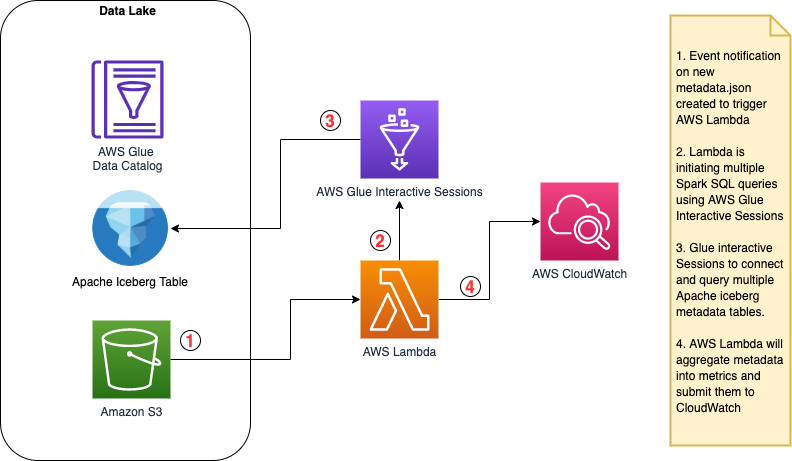 Data Lake
AWS Glue
Data Catalog
Apache Iceberg Table
Amazon S3
1
3
AWS Glue Interactive Sessions
2
AWS Lambda
4
AWS CloudWatch
1. Event notification
on new
metadata.json
created to trigger
AWS Lambda
2. Lambda is
initiating multiple
Spark SQL queries
using AWS Glue
Interactive Sessions
3. Glue interactive
Sessions to connect
and query multiple
Apache iceberg
metadata tables.
4. AWS Lambda will
aggregate metadata
into metrics and
submit them to
CloudWatch